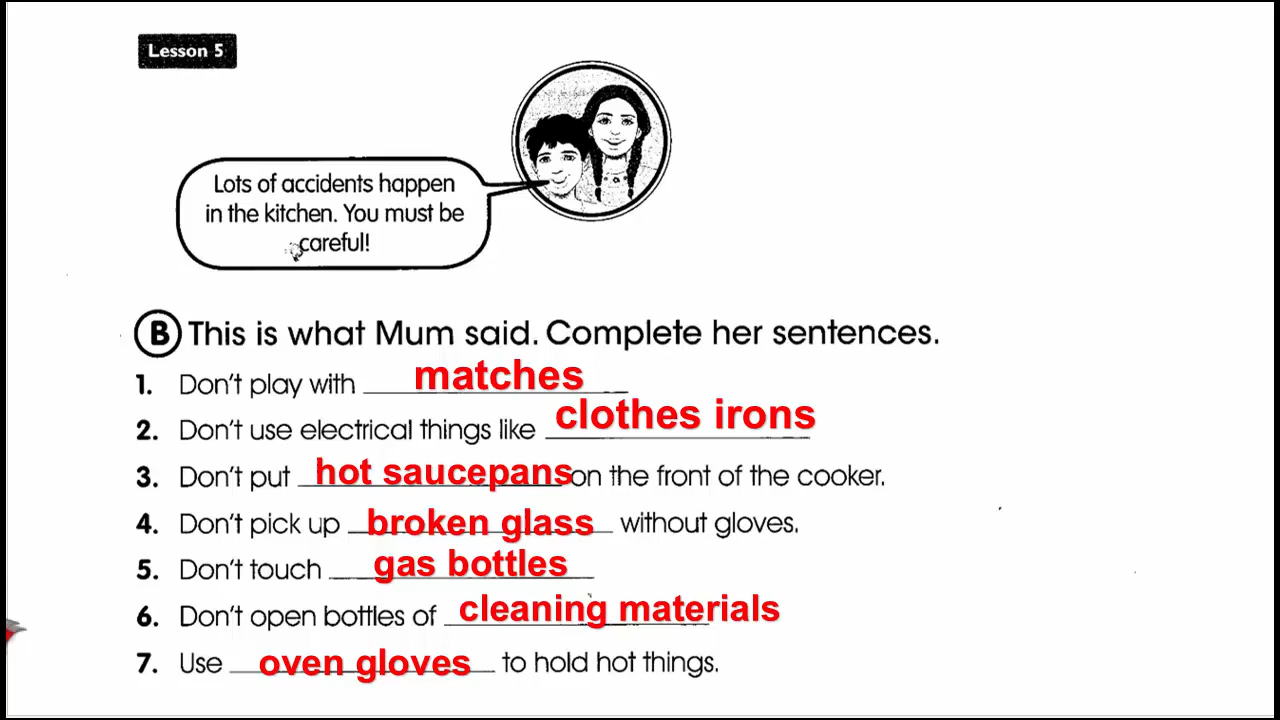 Lesson 5
Lots of accidents happen
in the kitchen. You must be
careful!
B This is what Mum said. Complete her sentences.
1. Don't play with matches
2. Don't use electrical things like clothes irons
3. Don't put hot saucepans on the front of the cooker.
4. Don't pick up broken glass without gloves.
5. Don't touch gas bottles
6. Don't open bottles of cleaning materials
7. Use oven gloves to hold hot things.